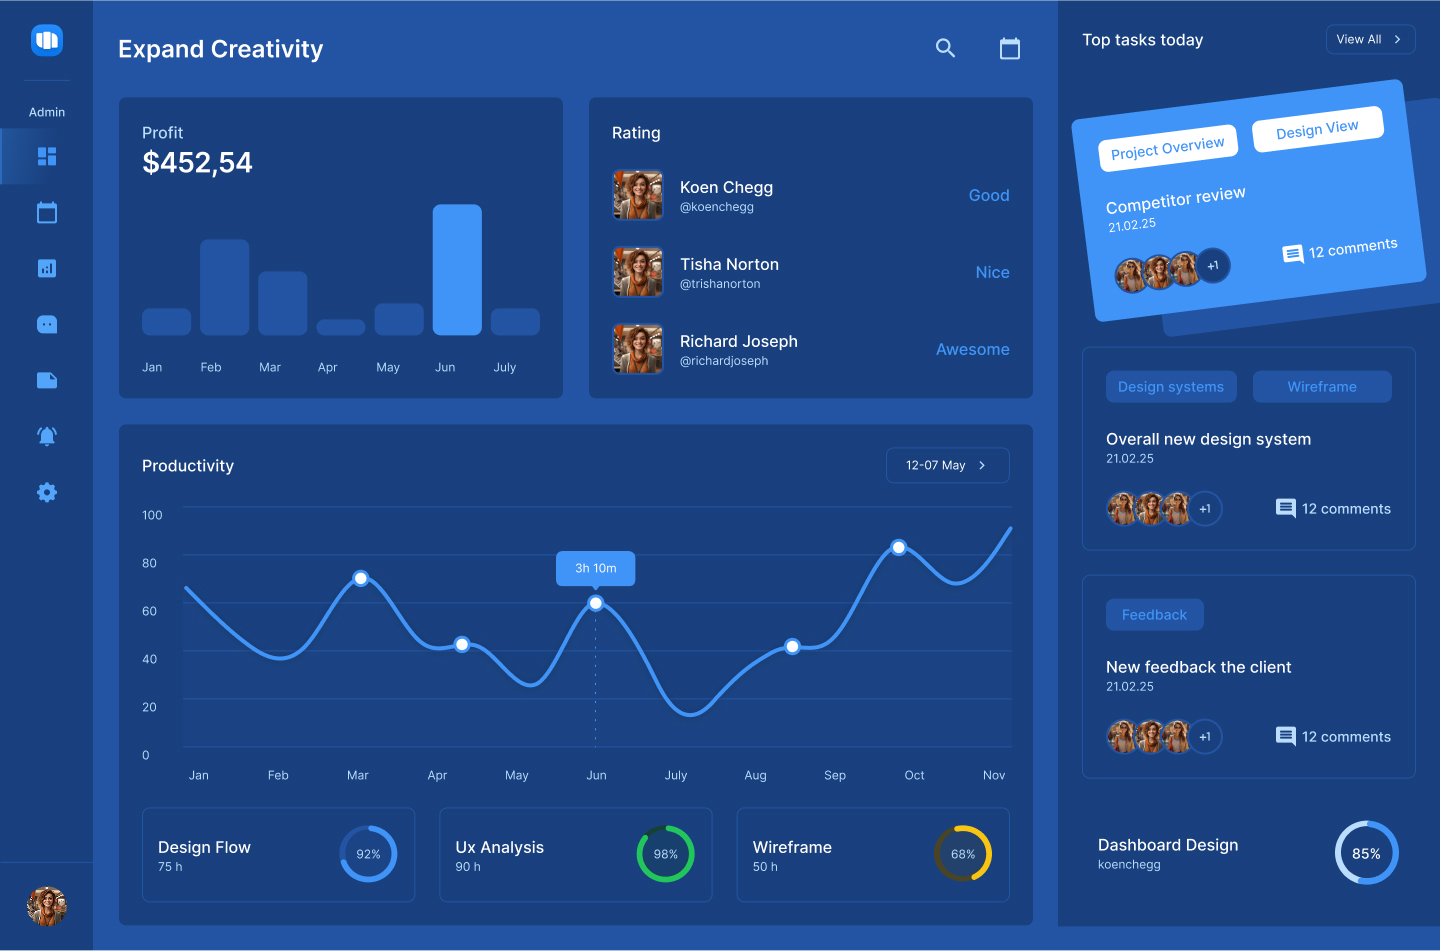 Admin
Expand Creativity
Profit
$452,54
Jan Feb Mar Apr May Jun July
Rating
Koen Chegg
@koenchegg
Good
Tisha Norton
@trishanorton
Nice
Richard Joseph
@richardjoseph
Awesome
Productivity
12-07 May
100
80
60
40
20
0
3h 10m
Jan Feb Mar Apr May Jun July Aug Sep Oct Nov
Design Flow
75 h
92%
Ux Analysis
90 h
98%
Wireframe
50 h
68%
Top tasks today
View All
Project Overview
Design View
Competitor review
21.02.25
+1
12 comments
Design systems
Wireframe
Overall new design system
21.02.25
+1
12 comments
Feedback
New feedback the client
21.02.25
+1
12 comments
Dashboard Design
koenchegg
85%